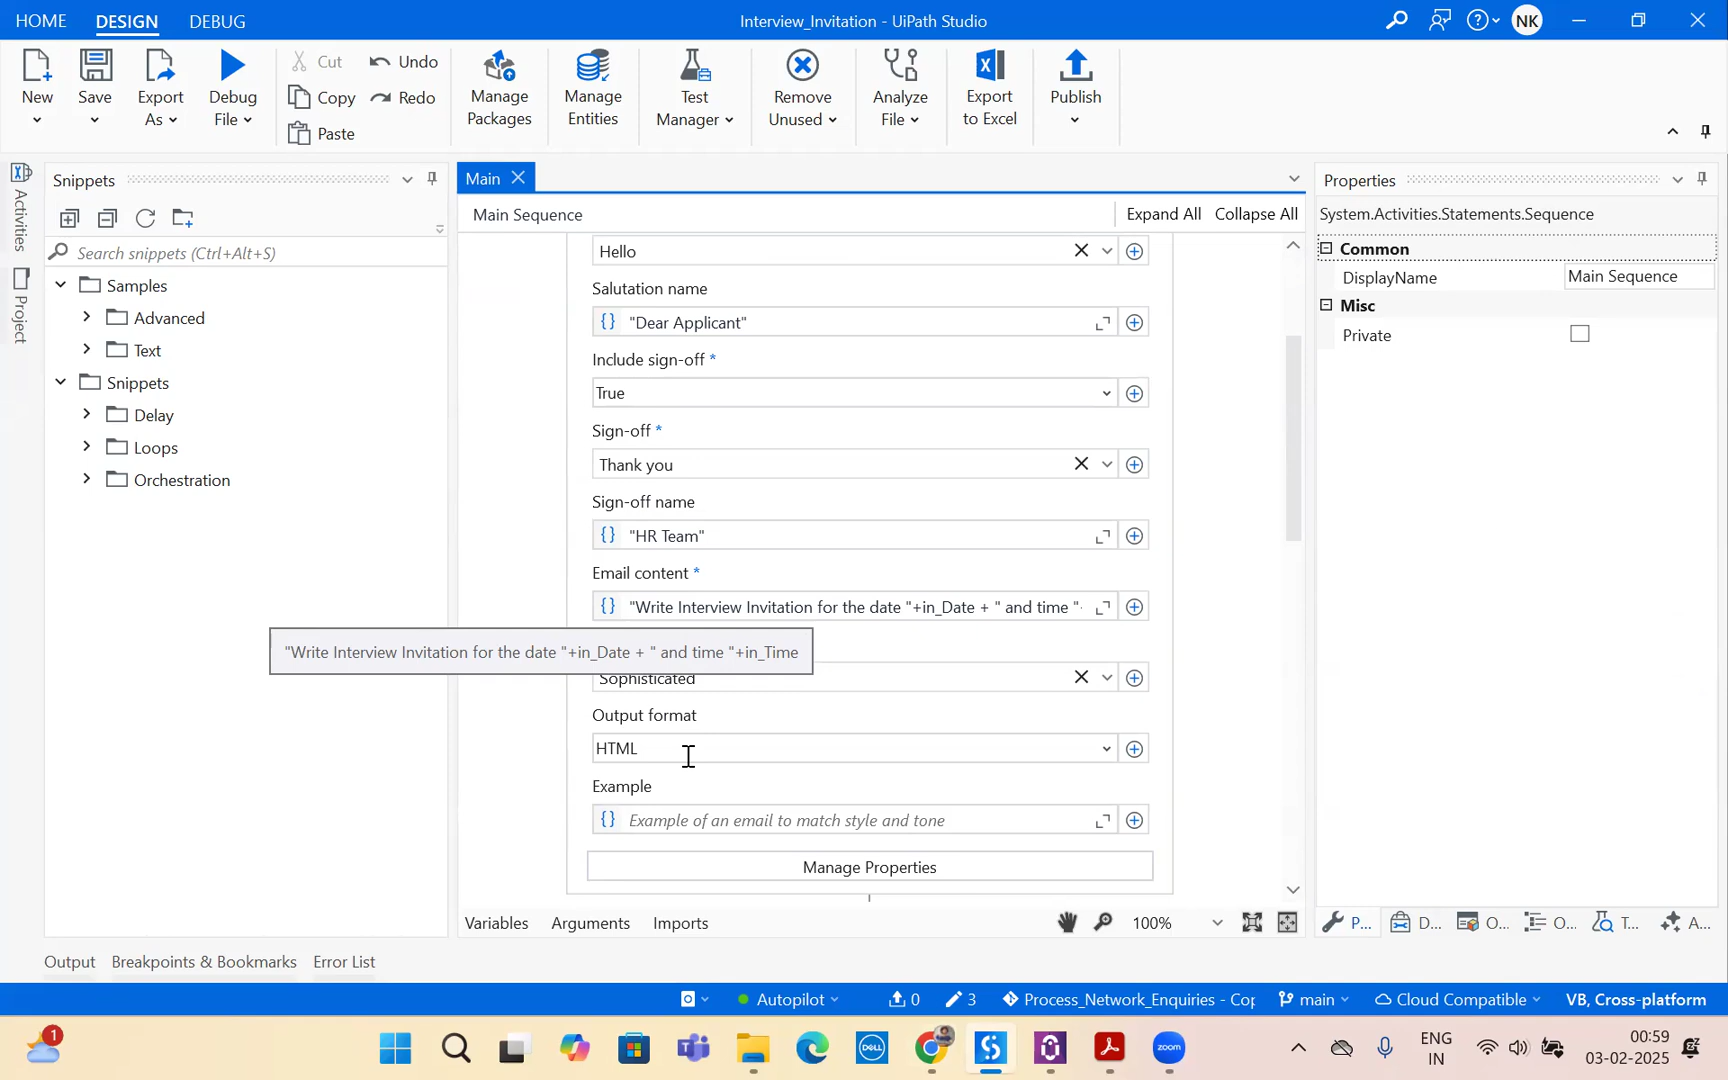 HOME DESIGN DEBUG Interview_Invitation - UiPath Studio NK
New Save Export As Debug File Cut Copy Paste Undo Redo Manage Packages Manage Entities Test Manager Remove Unused Analyze File Export to Excel Publish
Activities
Project
Snippets
Search snippets (Ctrl+Alt+S)
Samples
Advanced
Text
Snippets
Delay
Loops
Orchestration
Main
Main Sequence Expand All Collapse All
Hello
Salutation name
{} "Dear Applicant"
Include sign-off *
True
Sign-off *
Thank you
Sign-off name
{} "HR Team"
Email content *
{} "Write Interview Invitation for the date "+in_Date + " and time "
"Write Interview Invitation for the date "+in_Date + " and time "+in_Time
Sophisticated
Output format
HTML
Example
{} Example of an email to match style and tone
Manage Properties
Variables Arguments Imports 100%
Properties
System.Activities.Statements.Sequence
Common
DisplayName Main Sequence
Misc
Private
P... D... O... O... T... A...
Output Breakpoints & Bookmarks Error List
Autopilot 0 3 Process_Network_Enquiries - Cop main Cloud Compatible VB, Cross-platform
1 DELL zoom ENG IN 00:59 03-02-2025